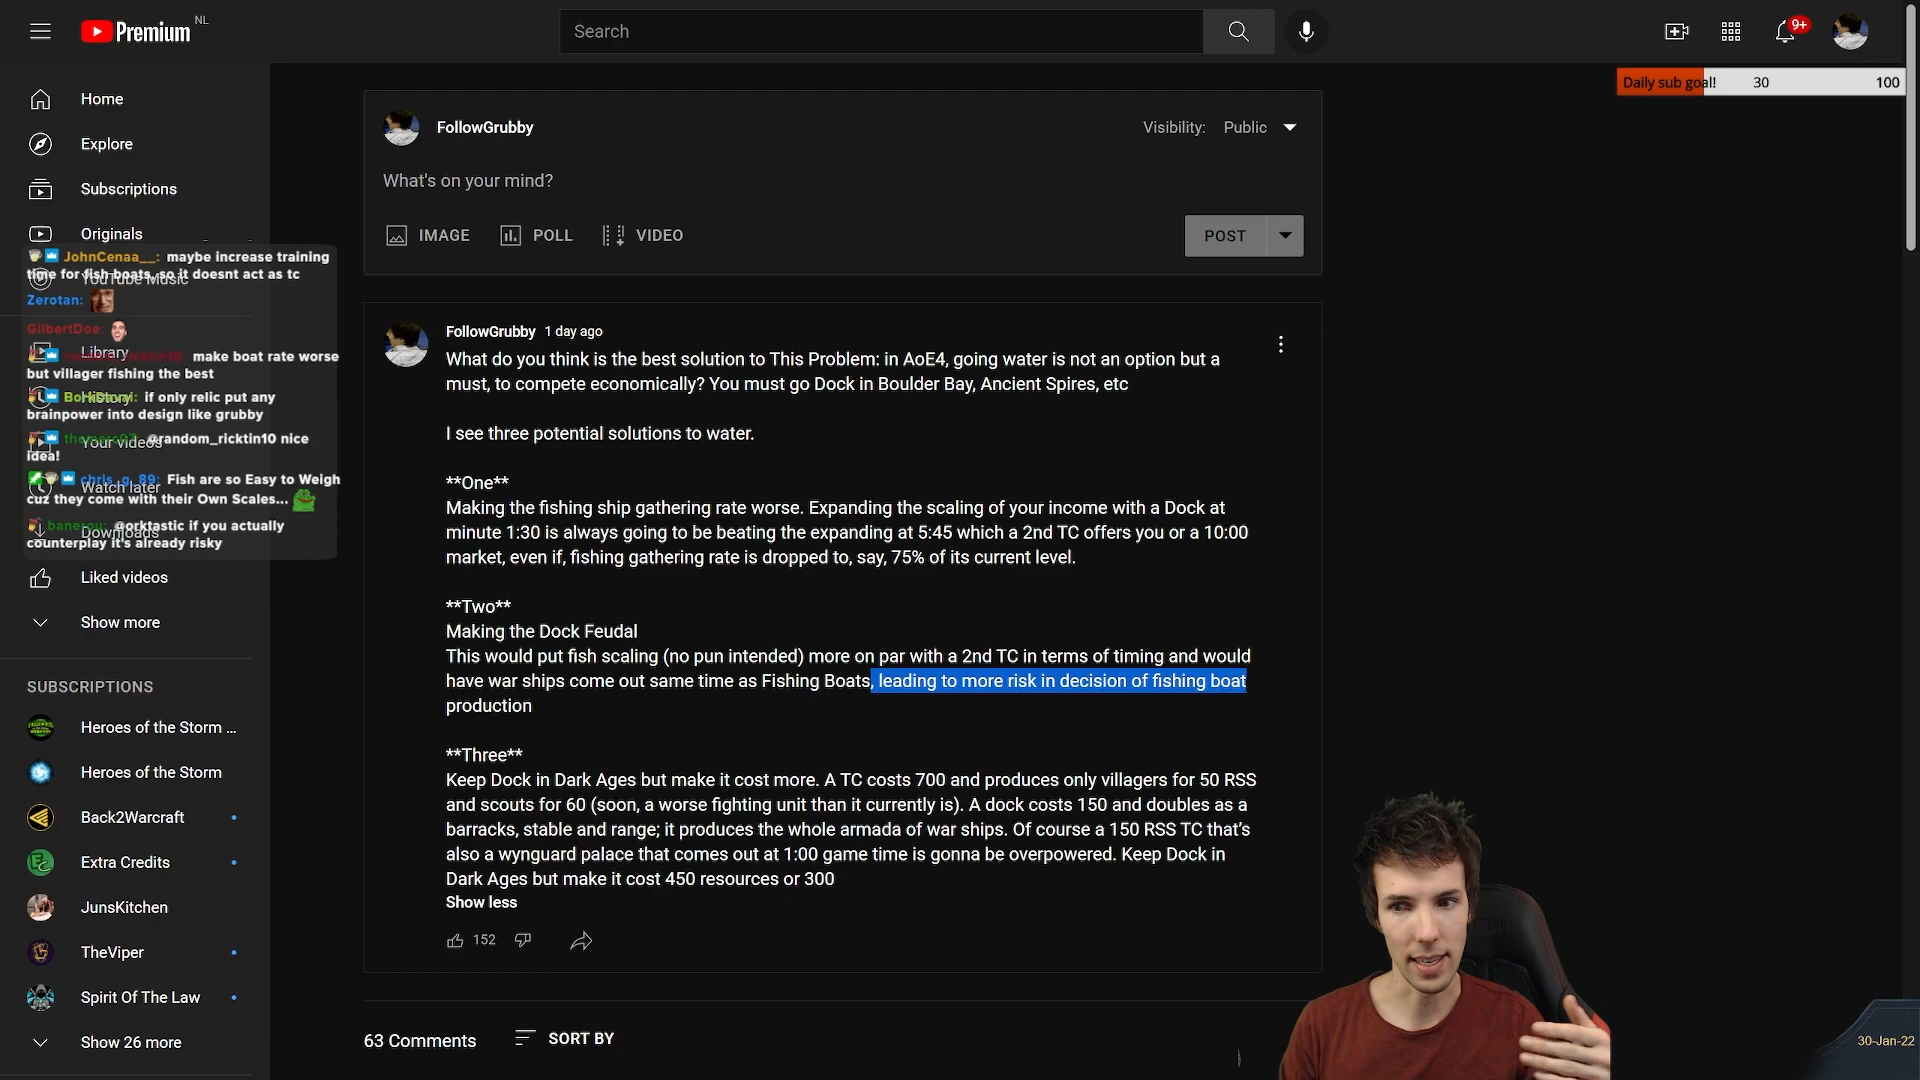 Premium NL
Search
9+
Daily sub goal! 30 100
Home
Explore
Subscriptions
Originals
YouTube Music
Library
History
Your videos
Watch later
Downloads
Liked videos
Show more
JohnCenaa__: maybe increase training
time for fish boats, so it doesnt act as tc
Zerotan:
GilbertDoe:
make boat rate worse
but villager fishing the best
if only relic put any
brainpower into design like grubby
@random_ricktin10 nice
idea!
chris_g_89: Fish are so Easy to Weigh
cuz they come with their Own Scales...
banerou: @orktastic if you actually
counterplay it's already risky
SUBSCRIPTIONS
Heroes of the Storm ...
Heroes of the Storm
Back2Warcraft
Extra Credits
JunsKitchen
TheViper
Spirit Of The Law
Show 26 more
FollowGrubby
Visibility: Public
What's on your mind?
IMAGE POLL VIDEO
POST
FollowGrubby 1 day ago
What do you think is the best solution to This Problem: in AoE4, going water is not an option but a
must, to compete economically? You must go Dock in Boulder Bay, Ancient Spires, etc
I see three potential solutions to water.
**One**
Making the fishing ship gathering rate worse. Expanding the scaling of your income with a Dock at
minute 1:30 is always going to be beating the expanding at 5:45 which a 2nd TC offers you or a 10:00
market, even if, fishing gathering rate is dropped to, say, 75% of its current level.
**Two**
Making the Dock Feudal
This would put fish scaling (no pun intended) more on par with a 2nd TC in terms of timing and would
have war ships come out same time as Fishing Boats, leading to more risk in decision of fishing boat
production
**Three**
Keep Dock in Dark Ages but make it cost more. A TC costs 700 and produces only villagers for 50 RSS
and scouts for 60 (soon, a worse fighting unit than it currently is). A dock costs 150 and doubles as a
barracks, stable and range; it produces the whole armada of war ships. Of course a 150 RSS TC that's
also a wynguard palace that comes out at 1:00 game time is gonna be overpowered. Keep Dock in
Dark Ages but make it cost 450 resources or 300
Show less
152
63 Comments SORT BY
30-Jan-22